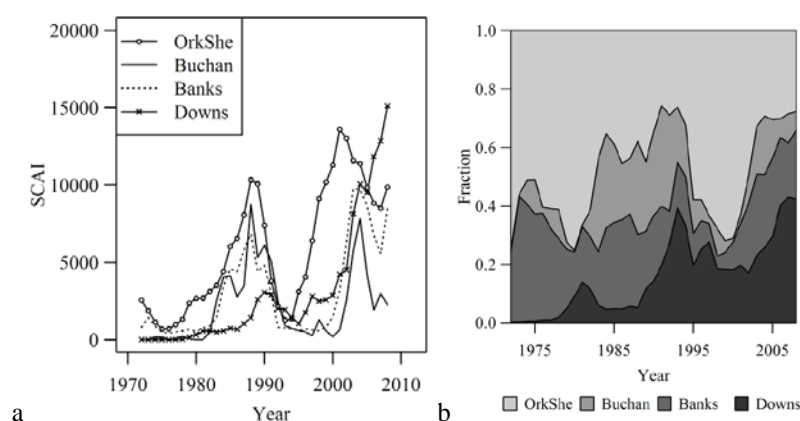 SCAI
20000
15000
10000
5000
0
OrkShe
Buchan
Banks
Downs
1970 1980 1990 2000 2010
Year
a
Fraction
1.0
0.8
0.6
0.4
0.2
0.0
1975 1985 1995 2005
Year
OrkShe Buchan Banks Downs
b